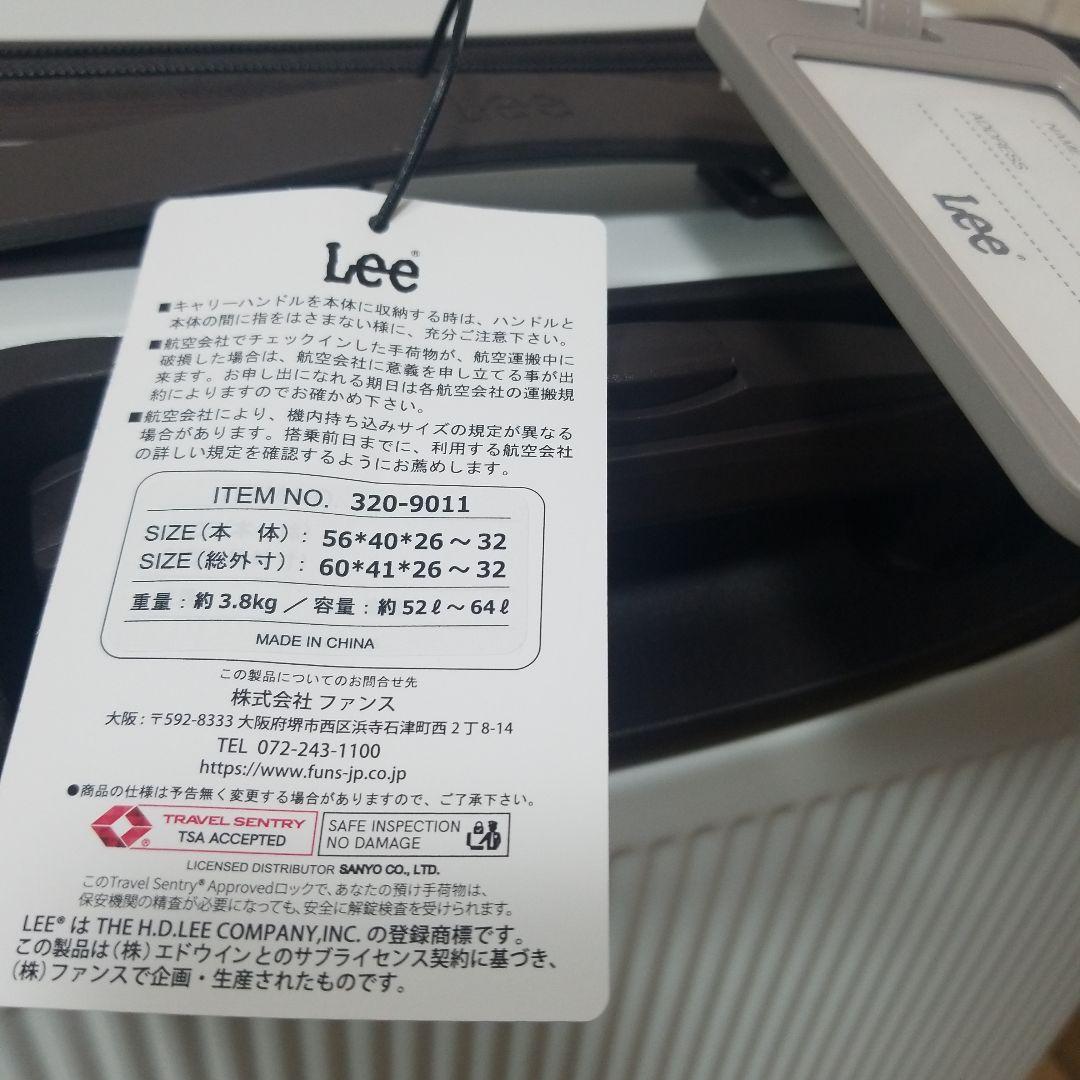 Lee
NAME
ADDRESS
Lee®
Lee®
■キャリーハンドルを本体に収納する時は、ハンドルと
本体の間に指をはさまない様に、充分ご注意下さい。
■航空会社でチェックインした手荷物が、航空運搬中に
破損した場合は、航空会社に意義を申し立てる事が出
来ます。お申し出になれる期日は各航空会社の運搬規
約によりますのでお確かめ下さい。
■航空会社により、機内持ち込みサイズの規定が異なる
場合があります。搭乗前日までに、利用する航空会社
の詳しい規定を確認するようにお薦めします。
ITEM NO. 320-9011
SIZE(本 体): 56*40*26～32
SIZE(総外寸): 60*41*26～32
重量:約3.8kg／容量:約52ℓ～64ℓ
MADE IN CHINA
この製品についてのお問合せ先
株式会社 ファンス
大阪:〒592-8333 大阪府堺市西区浜寺石津町西2丁8-14
TEL 072-243-1100
https://www.funs-jp.co.jp
●商品の仕様は予告無く変更する場合がありますので、ご了承下さい。
TRAVEL SENTRY®
TSA ACCEPTED
SAFE INSPECTION
NO DAMAGE
LICENSED DISTRIBUTOR SANYO CO., LTD.
このTravel Sentry® Approvedロックで、あなたの預け手荷物は、
保安機関の精査が必要になっても、安全に解錠検査を受けられます。
LEE® は THE H.D.LEE COMPANY,INC. の登録商標です。
この製品は(株)エドウインとのサブライセンス契約に基づき、
(株)ファンスで企画・生産されたものです。